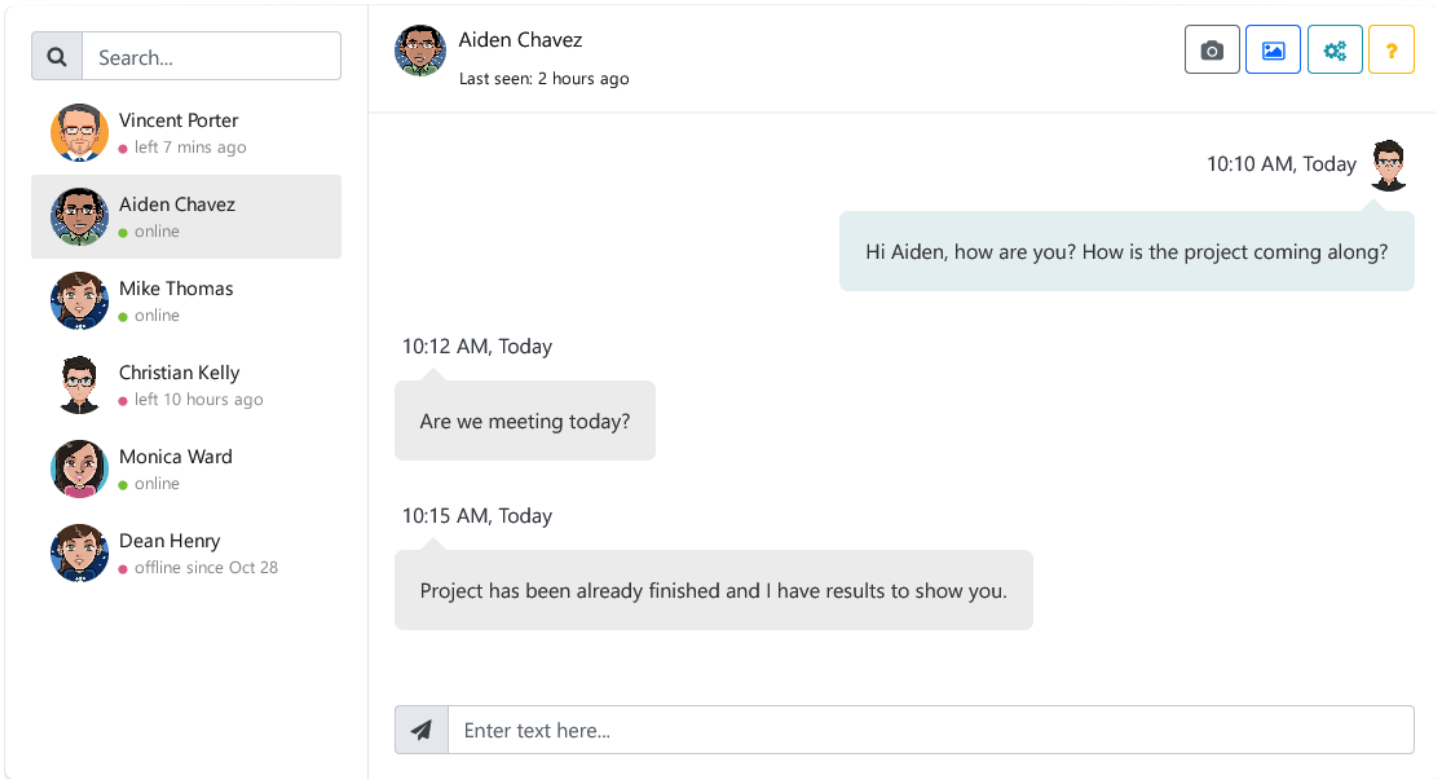 Search...
Vincent Porter
left 7 mins ago
Aiden Chavez
online
Mike Thomas
online
Christian Kelly
left 10 hours ago
Monica Ward
online
Dean Henry
offline since Oct 28
Aiden Chavez
Last seen: 2 hours ago
?
10:10 AM, Today
Hi Aiden, how are you? How is the project coming along?
10:12 AM, Today
Are we meeting today?
10:15 AM, Today
Project has been already finished and I have results to show you.
Enter text here...